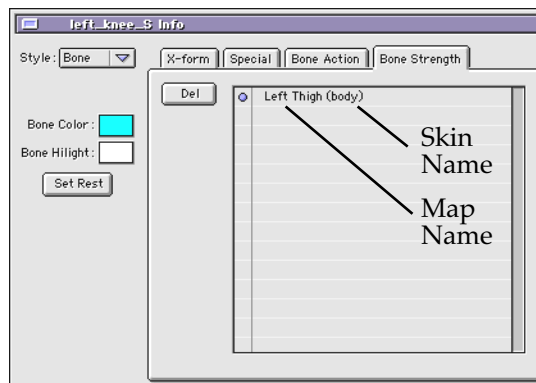 left_knee_S Info
Style: Bone
X-form Special Bone Action Bone Strength
Del
Left Thigh (body)
Bone Color:
Bone Hilight:
Set Rest
Skin
Name
Map
Name